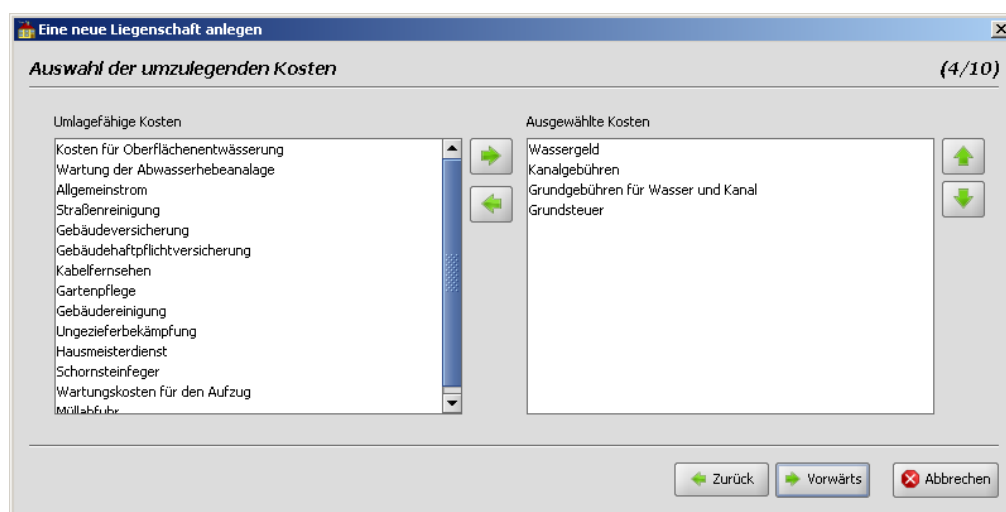 Eine neue Liegenschaft anlegen
Auswahl der umzulegenden Kosten (4/10)
Umlagefähige Kosten
Kosten für Oberflächenentwässerung
Wartung der Abwasserhebeanalage
Allgemeinstrom
Straßenreinigung
Gebäudeversicherung
Gebäudehaftpflichtversicherung
Kabelfernsehen
Gartenpflege
Gebäudereinigung
Ungezieferbekämpfung
Hausmeisterdienst
Schornsteinfeger
Wartungskosten für den Aufzug
Müllabfuhr
Ausgewählte Kosten
Wassergeld
Kanalgebühren
Grundgebühren für Wasser und Kanal
Grundsteuer
Zurück
Vorwärts
Abbrechen